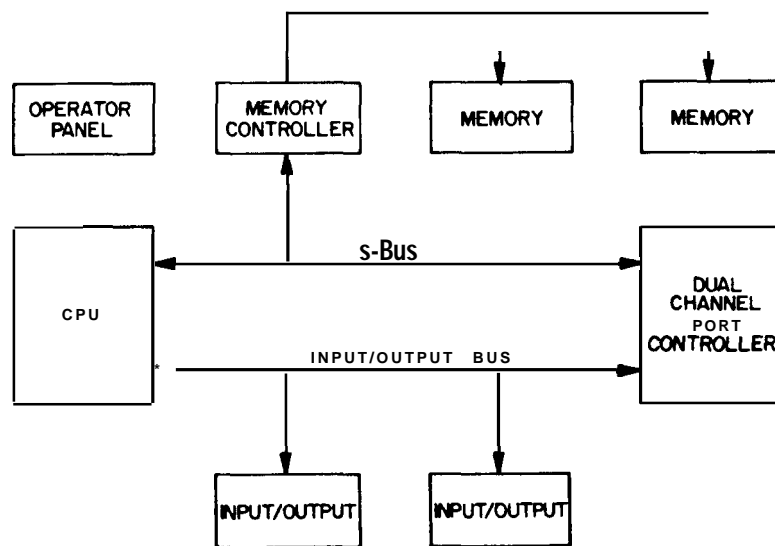 OPERATOR
PANEL
MEMORY
CONTROLLER
MEMORY
MEMORY
s-Bus
CPU
DUAL
CHANNEL
PORT
CONTROLLER
INPUT/OUTPUT BUS
INPUT/OUTPUT
INPUT/OUTPUT